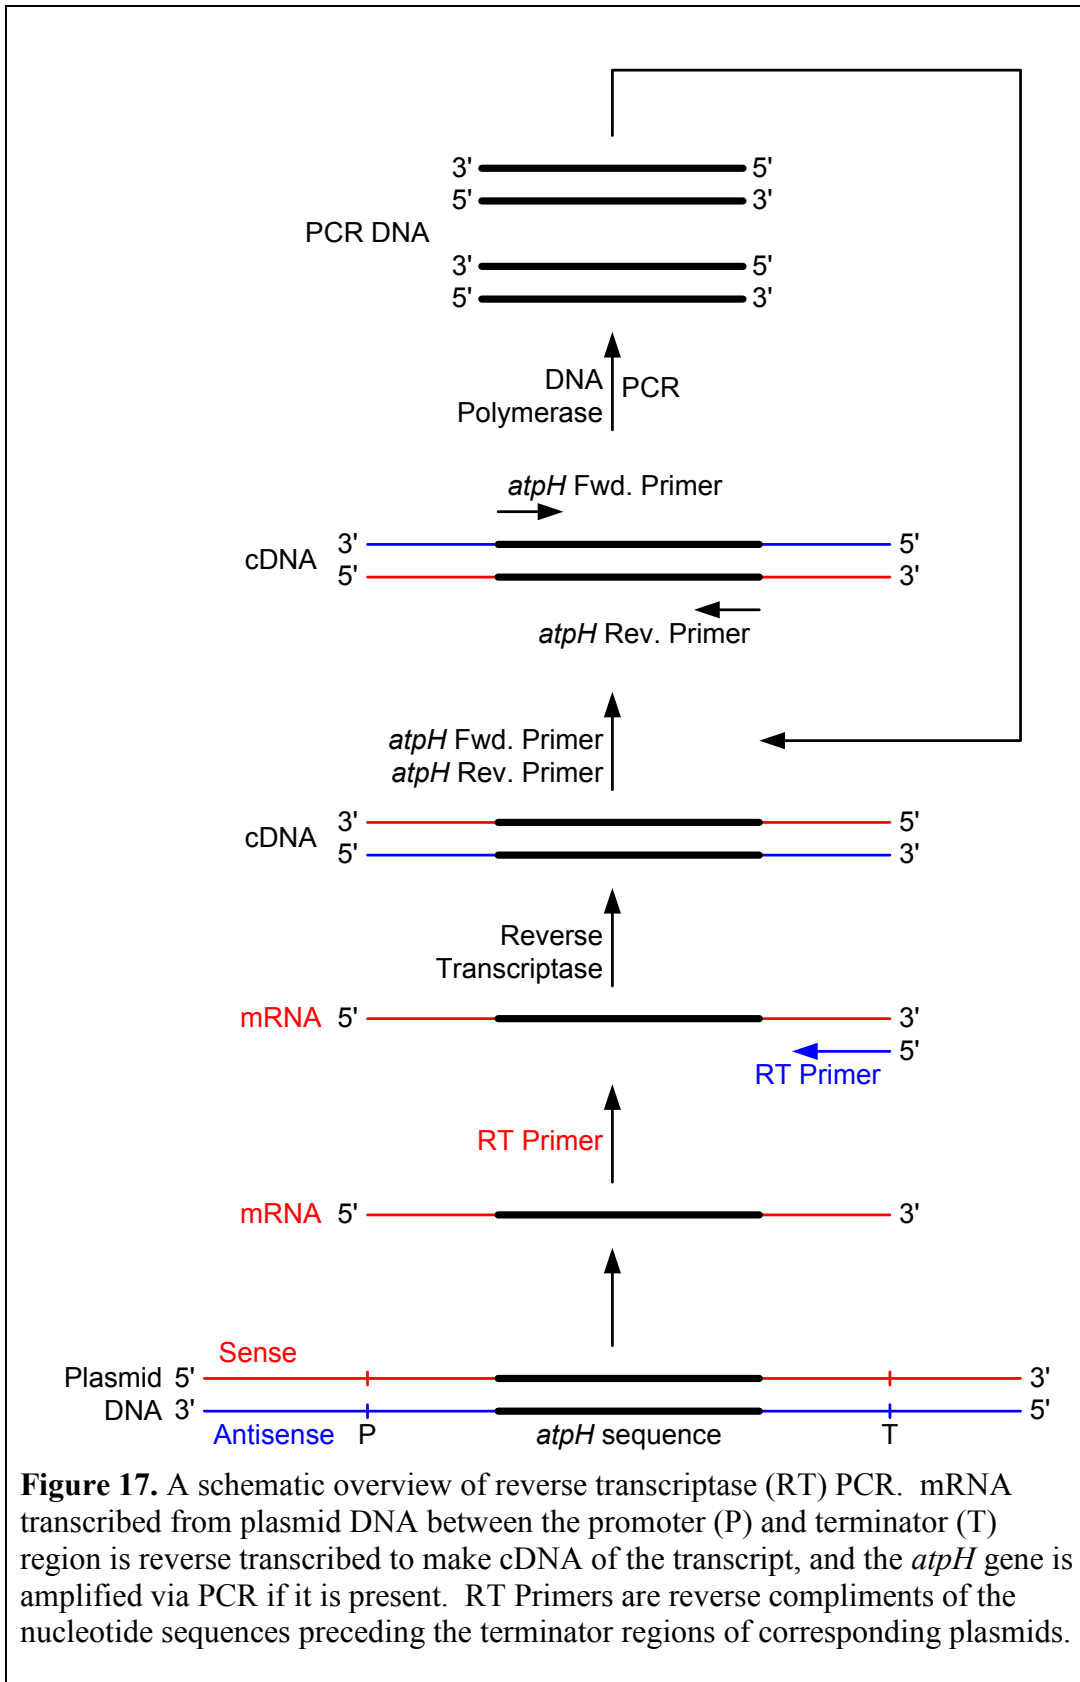 3' 5'
5' 3'
PCR DNA
3' 5'
5' 3'
DNA
Polymerase
PCR
atpH Fwd. Primer
cDNA
3' 5'
5' 3'
atpH Rev. Primer
atpH Fwd. Primer
atpH Rev. Primer
cDNA
3' 5'
5' 3'
Reverse
Transcriptase
mRNA 5' 3'
5'
RT Primer
RT Primer
mRNA 5' 3'
Sense
Plasmid 5' 3'
DNA 3' 5'
Antisense P atpH sequence T
Figure 17. A schematic overview of reverse transcriptase (RT) PCR. mRNA
transcribed from plasmid DNA between the promoter (P) and terminator (T)
region is reverse transcribed to make cDNA of the transcript, and the atpH gene is
amplified via PCR if it is present. RT Primers are reverse compliments of the
nucleotide sequences preceding the terminator regions of corresponding plasmids.